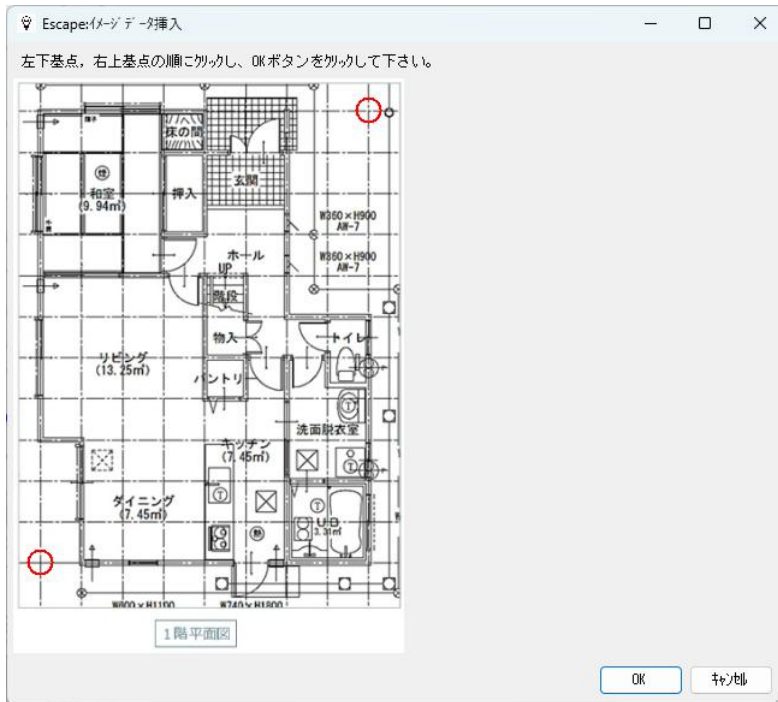 Escape:イメージデータ挿入
左下基点，右上基点の順にクリックし、OKボタンをクリックして下さい。
床の間
障子
和室
(9.94㎡)
押入
玄関
W360×H900
AW-7
ホール
UP
W360×H900
AW-7
階段
物入
トイレ
リビング
(13.25㎡)
パントリ
洗面脱衣室
キッチン
(7.45㎡)
ダイニング
(7.45㎡)
UB
3.31㎡
W600×H1100
W740×H1800
1階平面図
OK
キャンセル